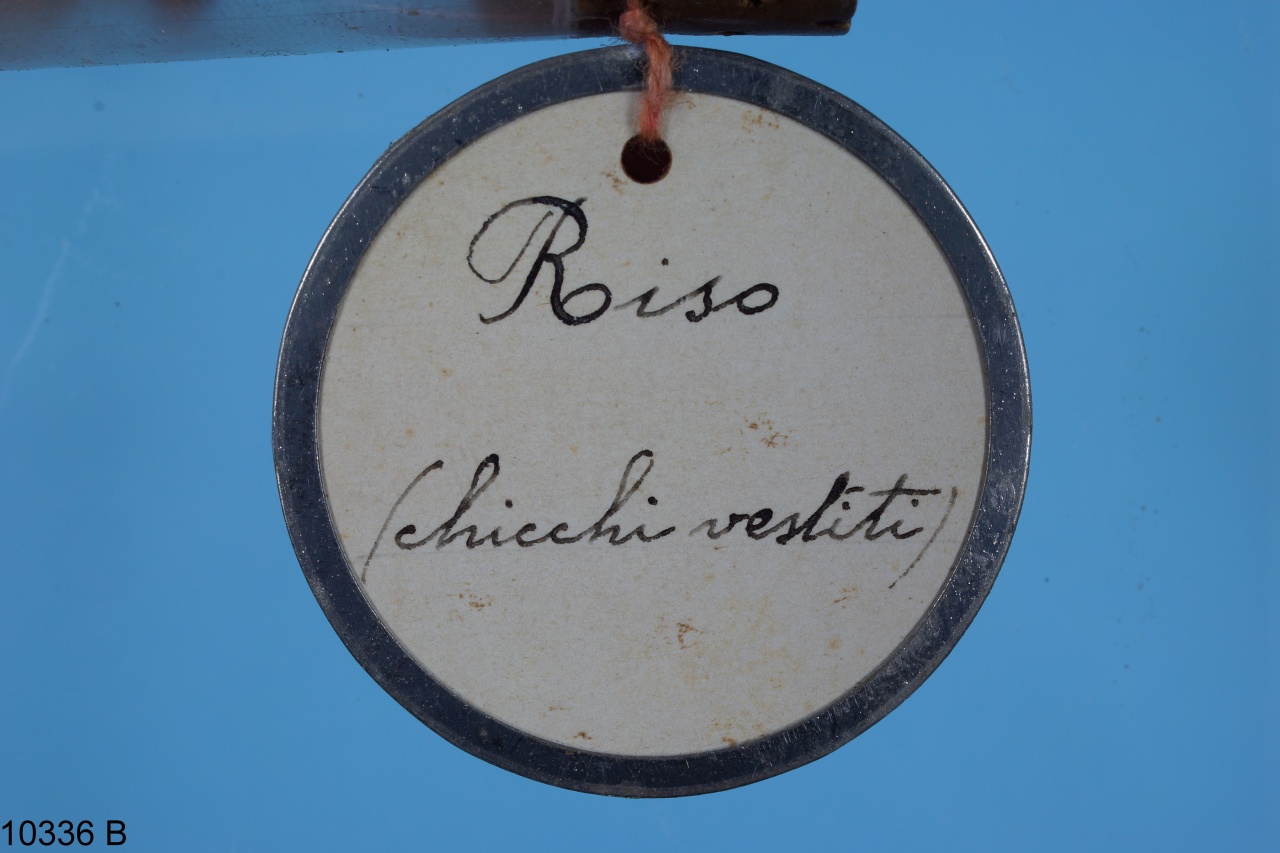 Riso
(chicchi vestiti)
10336 B